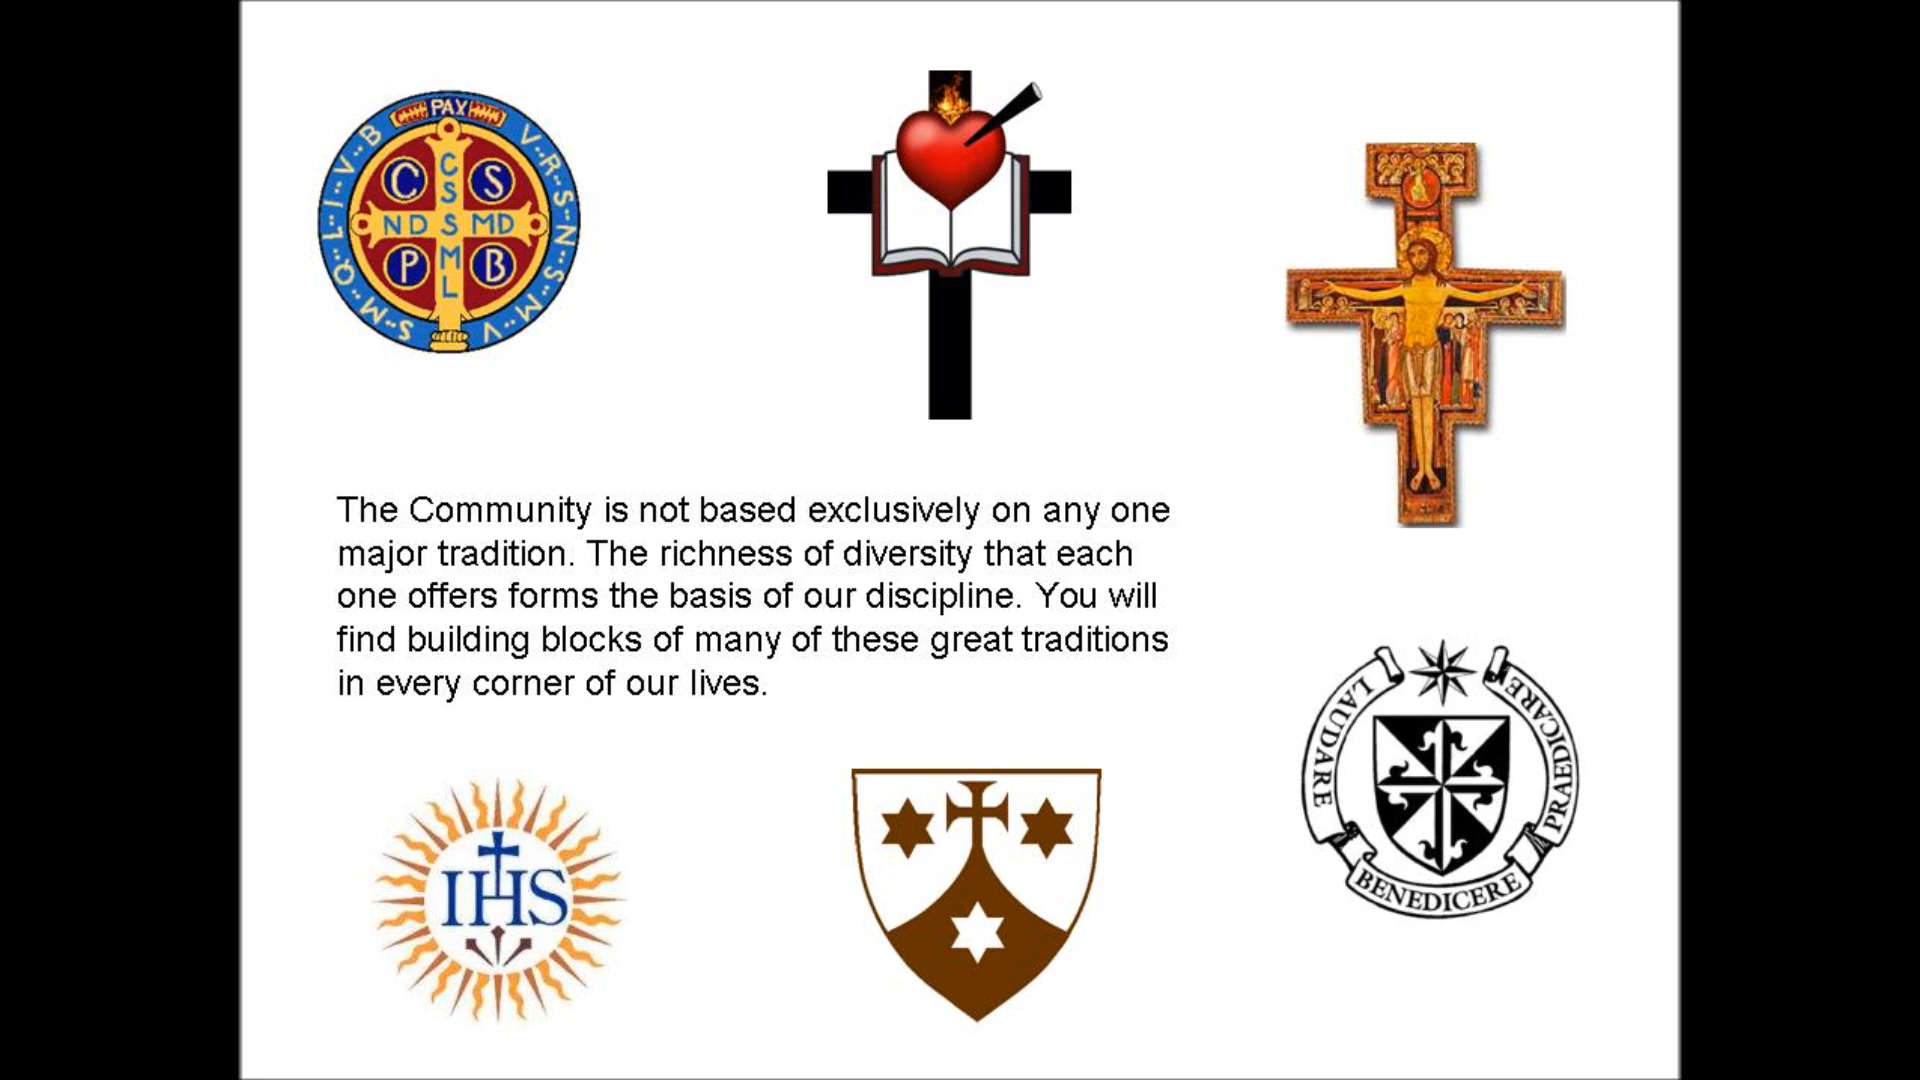 PAX
V··R··S··N··S··M··V
S··M··Q··L··I··V··B
C S
C S S M L
N D S M D
P B
The Community is not based exclusively on any one
major tradition. The richness of diversity that each
one offers forms the basis of our discipline. You will
find building blocks of many of these great traditions
in every corner of our lives.
LAUDARE
BENEDICERE
PRAEDICARE
IHS